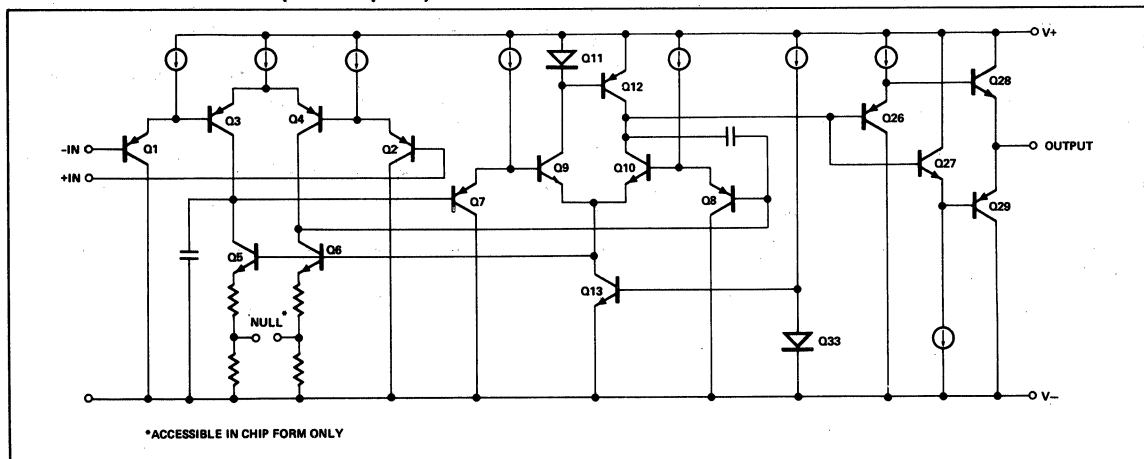 V+
Q11
Q12
Q28
Q3
Q4
Q26
-IN
Q1
Q2
OUTPUT
+IN
Q9
Q10
Q27
Q7
Q8
Q29
Q5
Q6
Q13
NULL*
Q33
V-
*ACCESSIBLE IN CHIP FORM ONLY